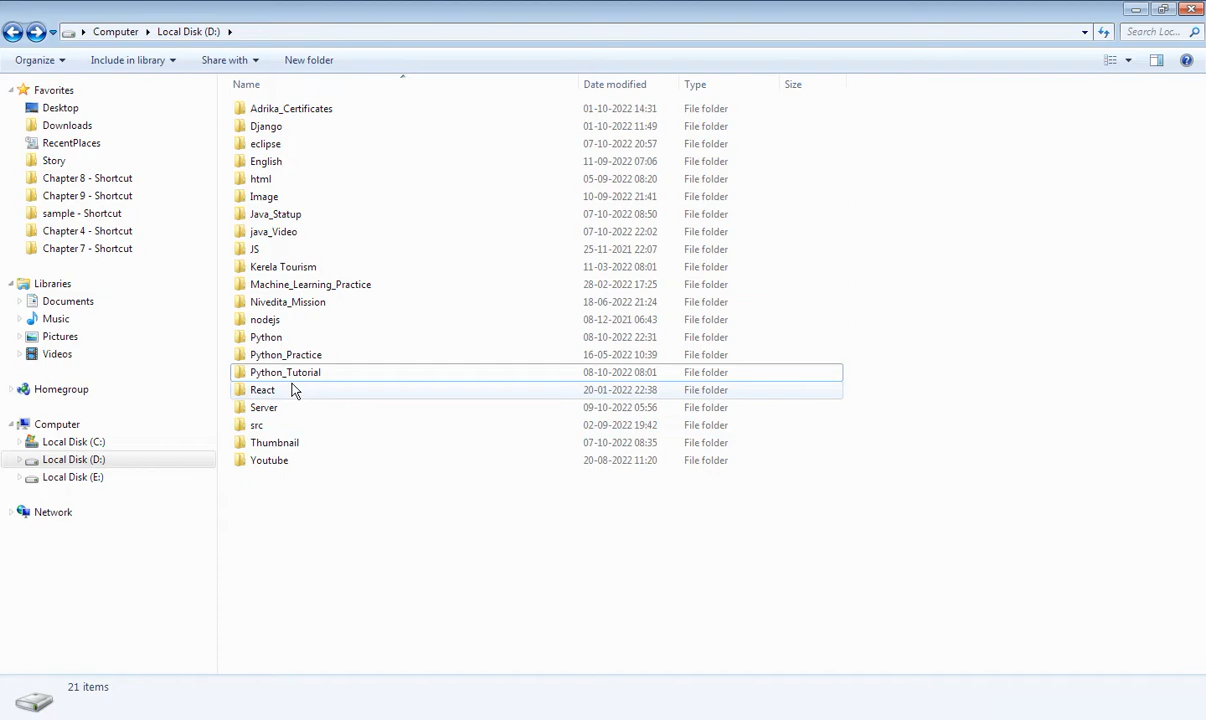 Computer Local Disk (D:) Search Loc...
Organize Include in library Share with New folder
Name Date modified Type Size
Favorites
Desktop
Downloads
RecentPlaces
Story
Chapter 8 - Shortcut
Chapter 9 - Shortcut
sample - Shortcut
Chapter 4 - Shortcut
Chapter 7 - Shortcut
Libraries
Documents
Music
Pictures
Videos
Homegroup
Computer
Local Disk (C:)
Local Disk (D:)
Local Disk (E:)
Network
Adrika_Certificates 01-10-2022 14:31 File folder
Django 01-10-2022 11:49 File folder
eclipse 07-10-2022 20:57 File folder
English 11-09-2022 07:06 File folder
html 05-09-2022 08:20 File folder
Image 10-09-2022 21:41 File folder
Java_Statup 07-10-2022 08:50 File folder
java_Video 07-10-2022 22:02 File folder
JS 25-11-2021 22:07 File folder
Kerela Tourism 11-03-2022 08:01 File folder
Machine_Learning_Practice 28-02-2022 17:25 File folder
Nivedita_Mission 18-06-2022 21:24 File folder
nodejs 08-12-2021 06:43 File folder
Python 08-10-2022 22:31 File folder
Python_Practice 16-05-2022 10:39 File folder
Python_Tutorial 08-10-2022 08:01 File folder
React 20-01-2022 22:38 File folder
Server 09-10-2022 05:56 File folder
src 02-09-2022 19:42 File folder
Thumbnail 07-10-2022 08:35 File folder
Youtube 20-08-2022 11:20 File folder
21 items